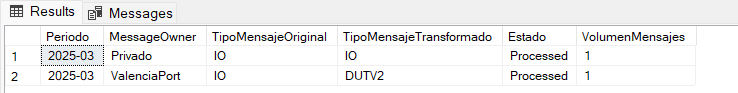 Results Messages
Periodo MessageOwner TipoMensajeOriginal TipoMensajeTransformado Estado VolumenMensajes
1 2025-03 Privado IO IO Processed 1
2 2025-03 ValenciaPort IO DUTV2 Processed 1